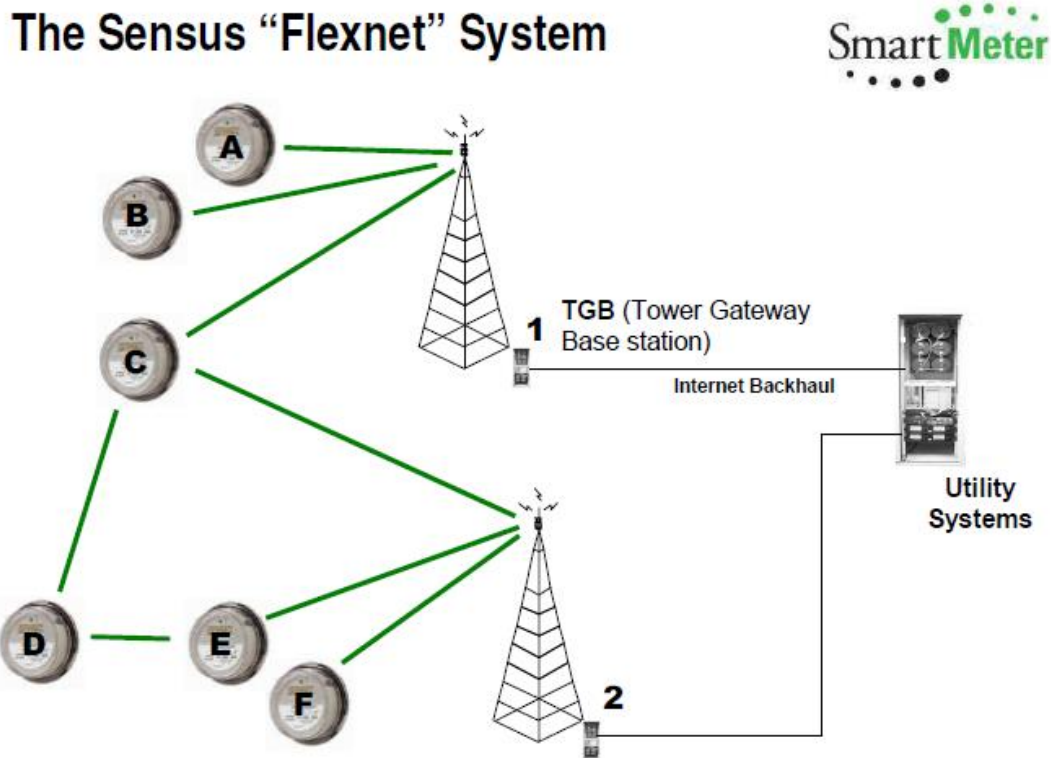 The Sensus “Flexnet” System
Smart Meter
A
B
C
1
TGB (Tower Gateway
Base station)
Internet Backhaul
Utility
Systems
D
E
F
2